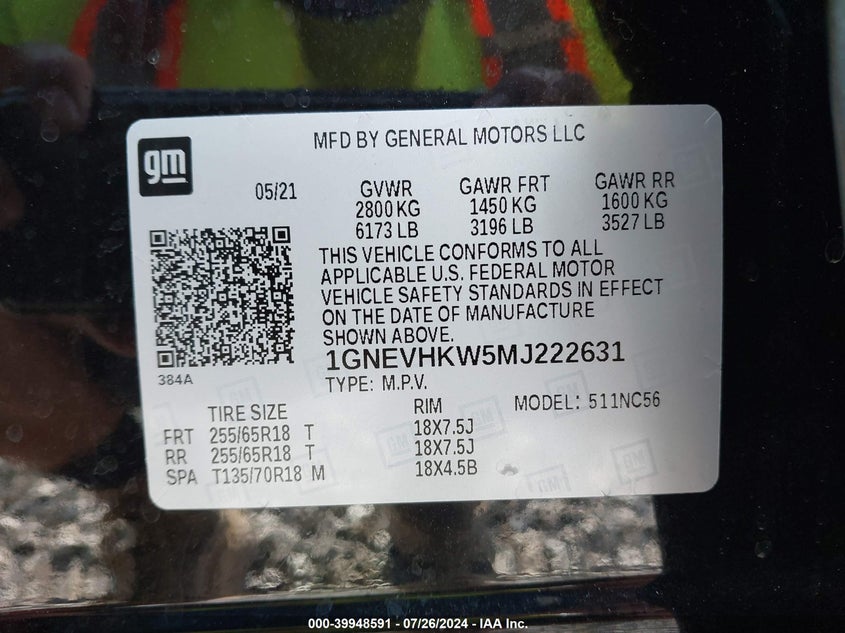 gm
MFD BY GENERAL MOTORS LLC
05/21
GVWR GAWR FRT GAWR RR
2800 KG 1450 KG 1600 KG
6173 LB 3196 LB 3527 LB
THIS VEHICLE CONFORMS TO ALL
APPLICABLE U.S. FEDERAL MOTOR
VEHICLE SAFETY STANDARDS IN EFFECT
ON THE DATE OF MANUFACTURE
SHOWN ABOVE.
1GNEVHKW5MJ222631
384A
TYPE: M.P.V.
TIRE SIZE RIM MODEL: 511NC56
FRT 255/65R18 T 18X7.5J
RR 255/65R18 T 18X7.5J
SPA T135/70R18 M 18X4.5B
000-39948591 - 07/26/2024 - IAA Inc.